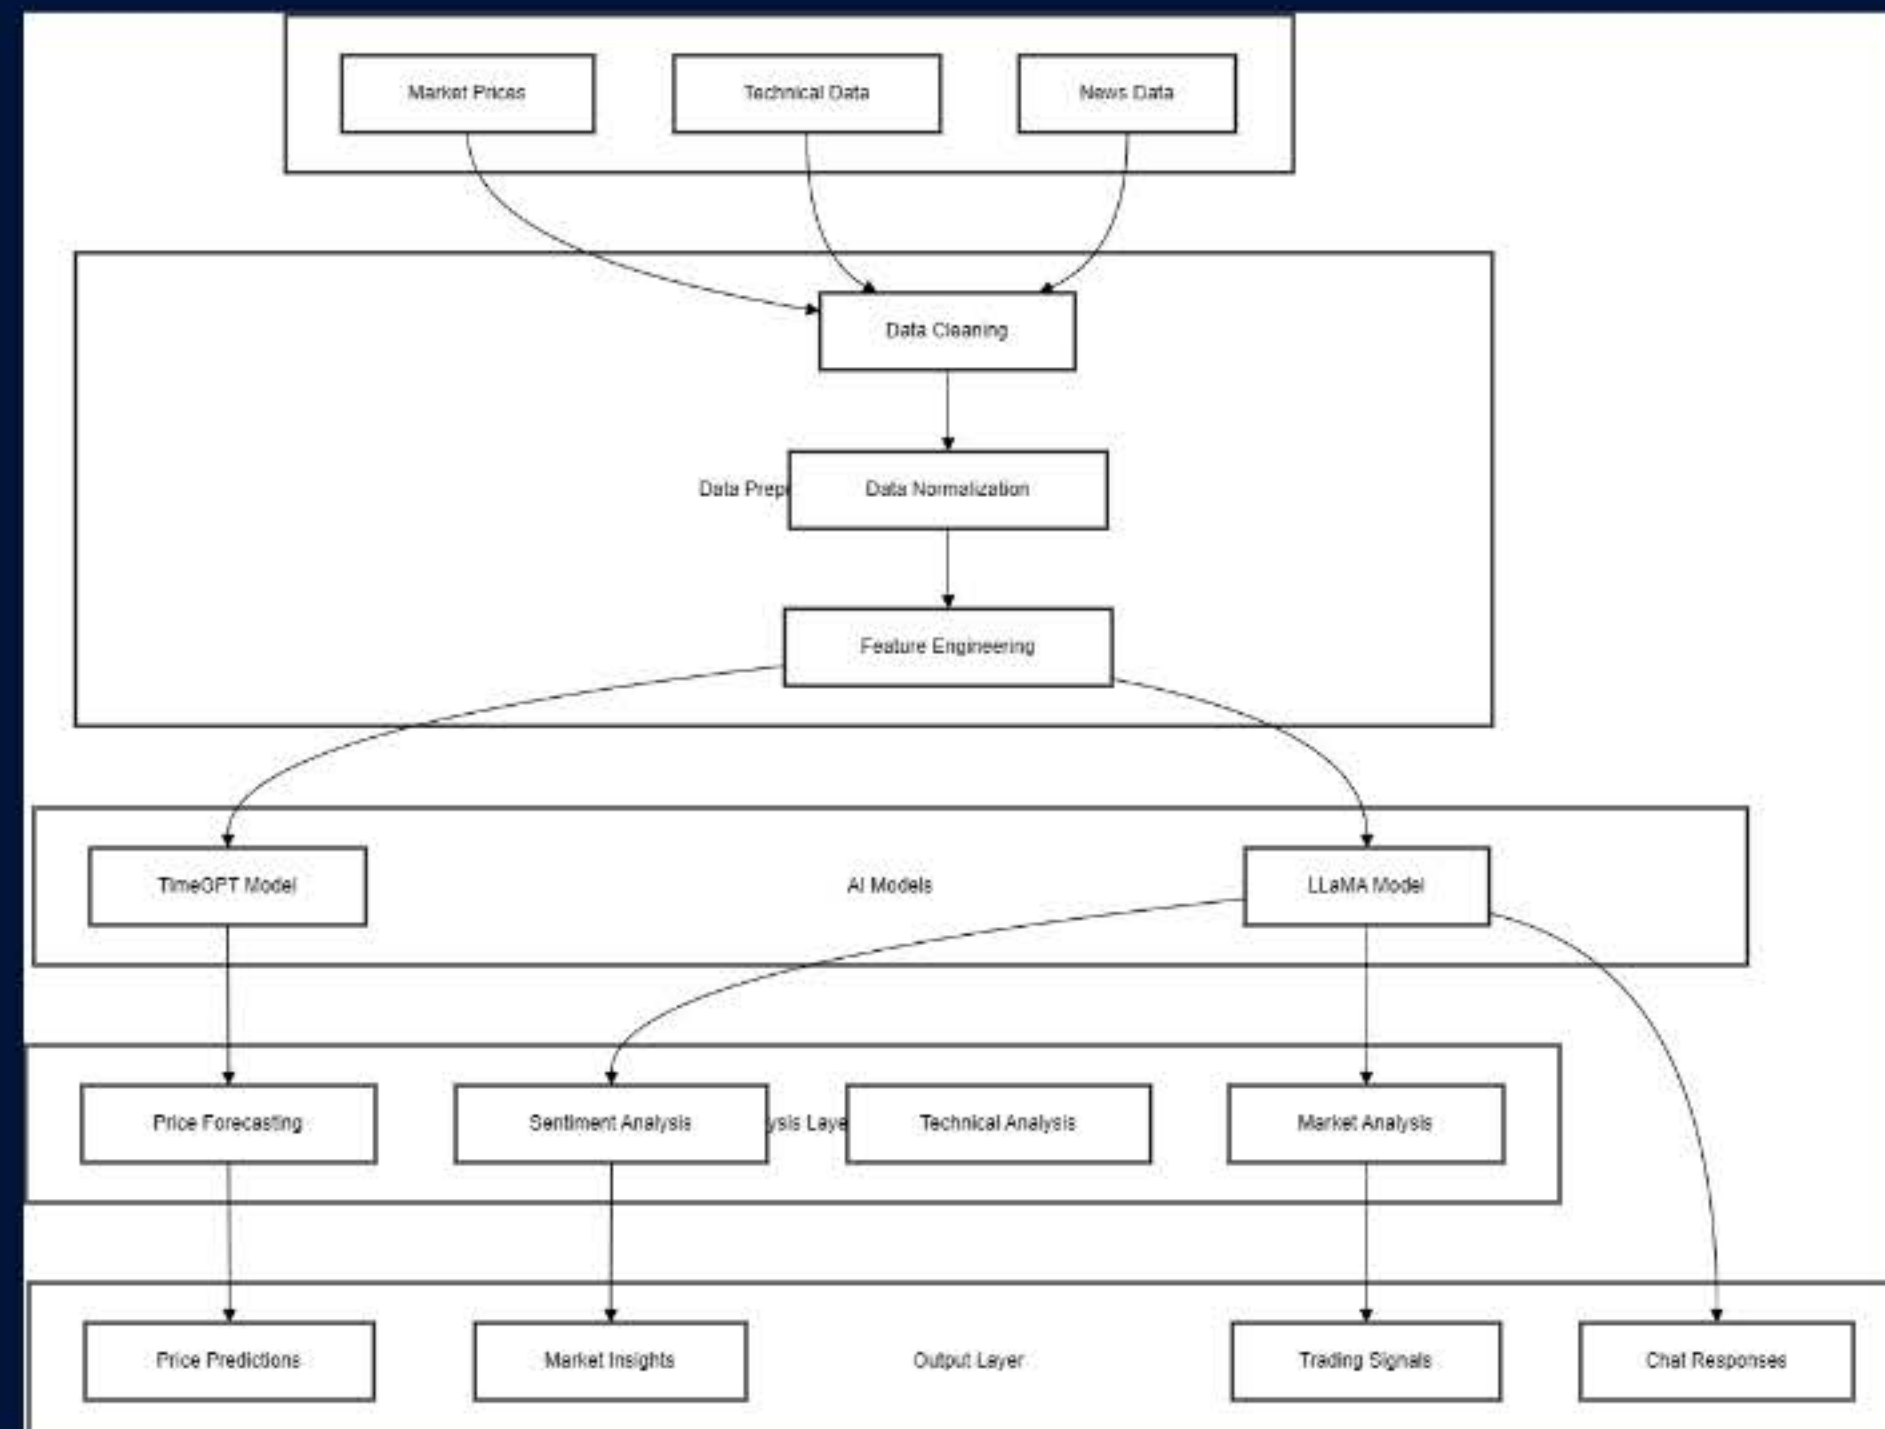 Market Prices
Technical Data
News Data
Data Cleaning
Data Prep
Data Normalization
Feature Engineering
TimeGPT Model
AI Models
LLaMA Model
Price Forecasting
Sentiment Analysis
ysis Laye
Technical Analysis
Market Analysis
Price Predictions
Market Insights
Output Layer
Trading Signals
Chat Responses